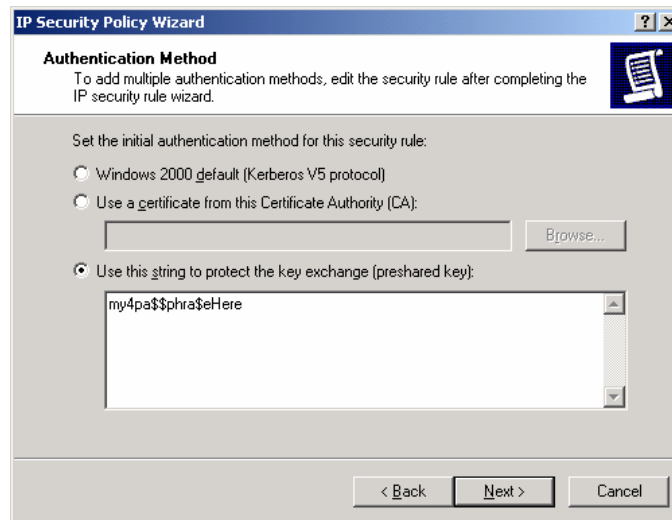 IP Security Policy Wizard
Authentication Method
To add multiple authentication methods, edit the security rule after completing the
IP security rule wizard.
Set the initial authentication method for this security rule:
Windows 2000 default (Kerberos V5 protocol)
Use a certificate from this Certificate Authority (CA):
Browse...
Use this string to protect the key exchange (preshared key):
my4pa$$phra$eHere
< Back Next > Cancel